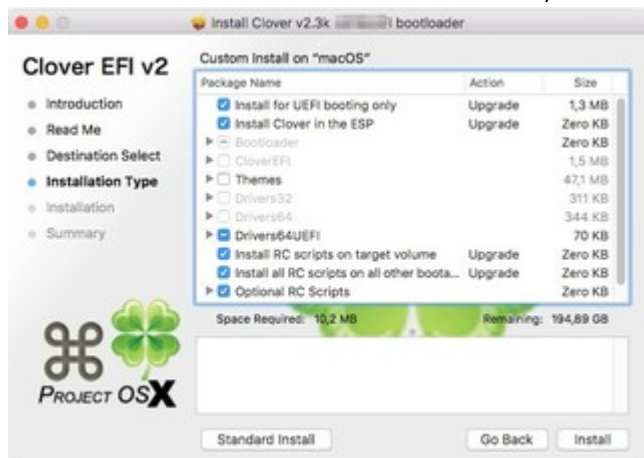 Install Clover v2.3k 1 bootloader
Clover EFI v2
Introduction
Read Me
Destination Select
Installation Type
Installation
Summary
Custom Install on "macOS"
Package Name Action Size
Install for UEFI booting only Upgrade 1,3 MB
Install Clover in the ESP Upgrade Zero KB
Bootloader Zero KB
CloverEFI 1,5 MB
Themes 47,1 MB
Drivers32 311 KB
Drivers64 344 KB
Drivers64UEFI 70 KB
Install RC scripts on target volume Upgrade Zero KB
Install all RC scripts on all other boota... Upgrade Zero KB
Optional RC Scripts Zero KB
Space Required: 10,2 MB Remaining: 194,89 GB
PROJECT OSX
Standard Install Go Back Install